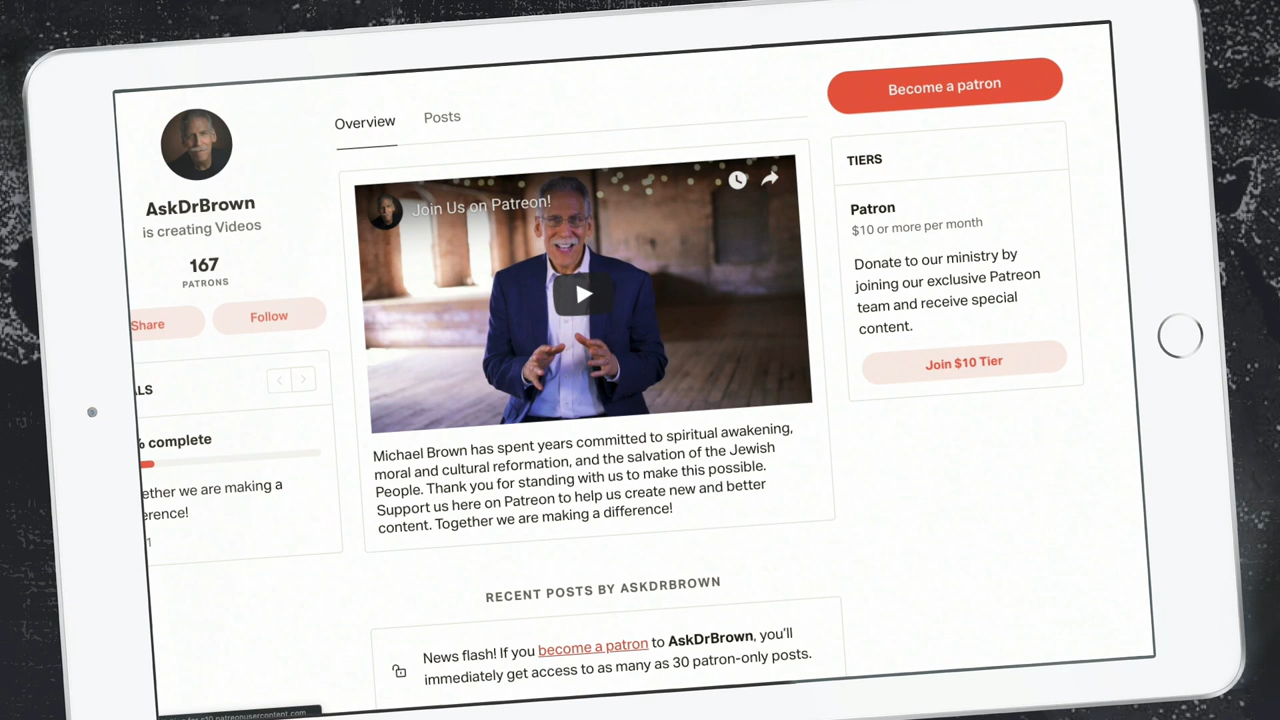 AskDrBrown
is creating Videos
167
PATRONS
Share
Follow
ALS
% complete
ether we are making a
erence!
1
Overview
Posts
Join Us on Patreon!
Michael Brown has spent years committed to spiritual awakening,
moral and cultural reformation, and the salvation of the Jewish
People. Thank you for standing with us to make this possible.
Support us here on Patreon to help us create new and better
content. Together we are making a difference!
RECENT POSTS BY ASKDRBROWN
News flash! If you become a patron to AskDrBrown, you'll
immediately get access to as many as 30 patron-only posts.
Become a patron
TIERS
Patron
$10 or more per month
Donate to our ministry by
joining our exclusive Patreon
team and receive special
content.
Join $10 Tier